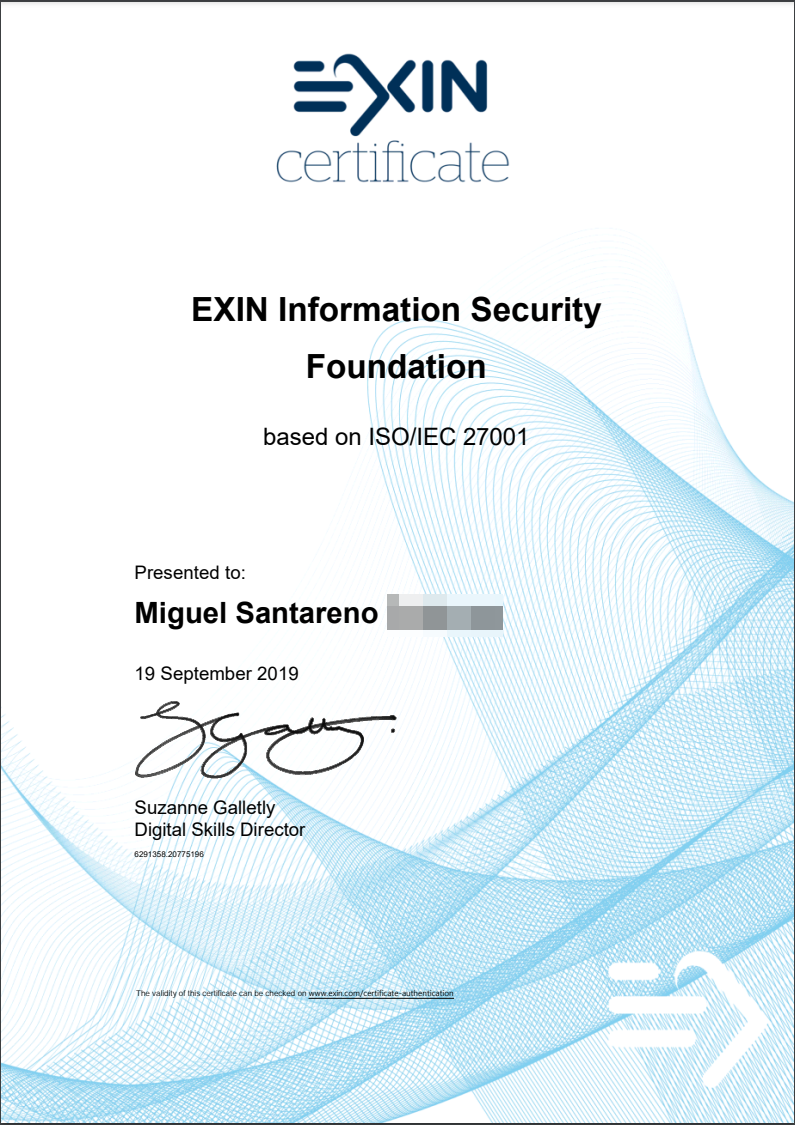 EXIN
certificate
EXIN Information Security
Foundation
based on ISO/IEC 27001
Presented to:
Miguel Santareno
19 September 2019
Suzanne Galletly
Digital Skills Director
6291358.20775196
The validity of this certificate can be checked on www.exin.com/certificate-authentication